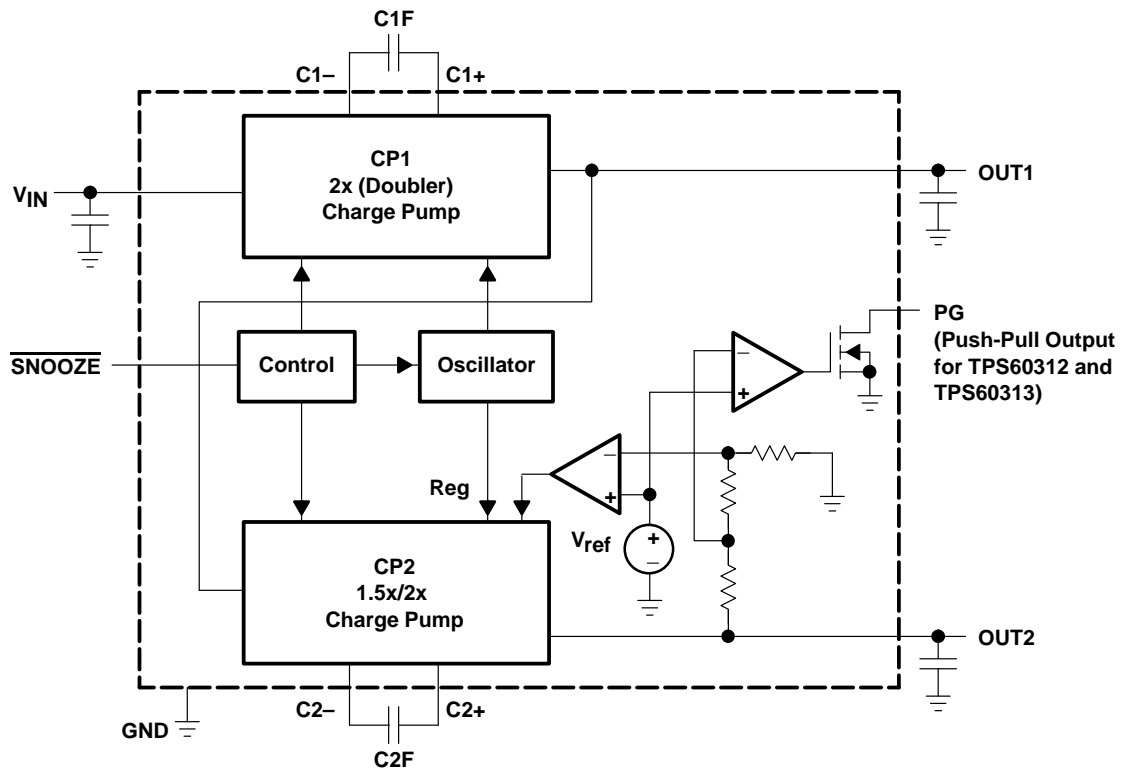 C1F
C1–
C1+
CP1
2x (Doubler)
Charge Pump
VIN
OUT1
SNOOZE
Control
Oscillator
PG
(Push-Pull Output
for TPS60312 and
TPS60313)
–
+
–
+
Reg
Vref
+
–
CP2
1.5x/2x
Charge Pump
OUT2
GND
C2–
C2+
C2F